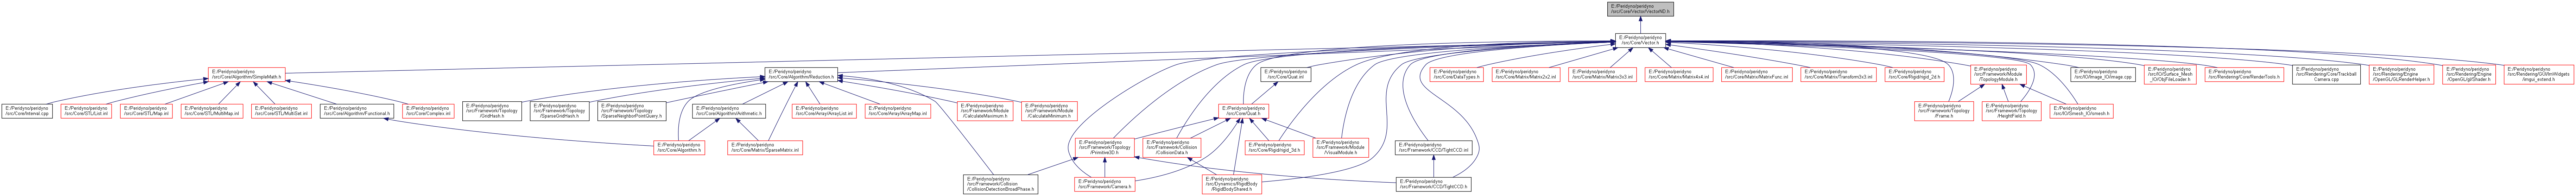 E:/Peridyno/peridyno
/src/Core/Vector/VectorND.h
E:/Peridyno/peridyno
/src/Core/Vector.h
E:/Peridyno/peridyno
/src/Core/Algorithm/SimpleMath.h
E:/Peridyno/peridyno
/src/Core/Algorithm/Reduction.h
E:/Peridyno/peridyno
/src/Core/Quat.inl
E:/Peridyno/peridyno
/src/Core/DataTypes.h
E:/Peridyno/peridyno
/src/Core/Matrix/Matrix2x2.inl
E:/Peridyno/peridyno
/src/Core/Matrix/Matrix3x3.inl
E:/Peridyno/peridyno
/src/Core/Matrix/Matrix4x4.inl
E:/Peridyno/peridyno
/src/Core/Matrix/MatrixFunc.inl
E:/Peridyno/peridyno
/src/Core/Matrix/Transform3x3.inl
E:/Peridyno/peridyno
/src/Core/Rigid/rigid_2d.h
E:/Peridyno/peridyno
/src/Framework/Module
/TopologyModule.h
E:/Peridyno/peridyno
/src/IO/Image_IO/image.cpp
E:/Peridyno/peridyno
/src/IO/Surface_Mesh
_IO/ObjFileLoader.h
E:/Peridyno/peridyno
/src/Rendering/Core/RenderTools.h
E:/Peridyno/peridyno
/src/Rendering/Core/Trackball
Camera.cpp
E:/Peridyno/peridyno
/src/Rendering/Engine
/OpenGL/GLRenderHelper.h
E:/Peridyno/peridyno
/src/Rendering/Engine
/OpenGL/gl/Shader.h
E:/Peridyno/peridyno
/src/Rendering/GUI/ImWidgets
/imgui_extend.h
E:/Peridyno/peridyno
/src/Core/Interval.cpp
E:/Peridyno/peridyno
/src/Core/STL/List.inl
E:/Peridyno/peridyno
/src/Core/STL/Map.inl
E:/Peridyno/peridyno
/src/Core/STL/MultiMap.inl
E:/Peridyno/peridyno
/src/Core/STL/MultiSet.inl
E:/Peridyno/peridyno
/src/Core/Algorithm/Functional.h
E:/Peridyno/peridyno
/src/Core/Complex.inl
E:/Peridyno/peridyno
/src/Framework/Topology
/GridHash.h
E:/Peridyno/peridyno
/src/Framework/Topology
/SparseGridHash.h
E:/Peridyno/peridyno
/src/Framework/Topology
/SparseNeighborPointQuery.h
E:/Peridyno/peridyno
/src/Core/Algorithm/Arithmetic.h
E:/Peridyno/peridyno
/src/Core/Array/ArrayList.inl
E:/Peridyno/peridyno
/src/Core/Array/ArrayMap.inl
E:/Peridyno/peridyno
/src/Framework/Module
/CalculateMaximum.h
E:/Peridyno/peridyno
/src/Framework/Module
/CalculateMinimum.h
E:/Peridyno/peridyno
/src/Core/Quat.h
E:/Peridyno/peridyno
/src/Framework/Topology
/Frame.h
E:/Peridyno/peridyno
/src/Framework/Topology
/HeightField.h
E:/Peridyno/peridyno
/src/IO/Smesh_IO/smesh.h
E:/Peridyno/peridyno
/src/Core/Algorithm.h
E:/Peridyno/peridyno
/src/Core/Matrix/SparseMatrix.inl
E:/Peridyno/peridyno
/src/Framework/Topology
/Primitive3D.h
E:/Peridyno/peridyno
/src/Framework/Collision
/CollisionData.h
E:/Peridyno/peridyno
/src/Core/Rigid/rigid_3d.h
E:/Peridyno/peridyno
/src/Framework/Module
/VisualModule.h
E:/Peridyno/peridyno
/src/Framework/CCD/TightCCD.inl
E:/Peridyno/peridyno
/src/Framework/Collision
/CollisionDetectionBroadPhase.h
E:/Peridyno/peridyno
/src/Framework/Camera.h
E:/Peridyno/peridyno
/src/Dynamics/RigidBody
/RigidBodyShared.h
E:/Peridyno/peridyno
/src/Framework/CCD/TightCCD.h